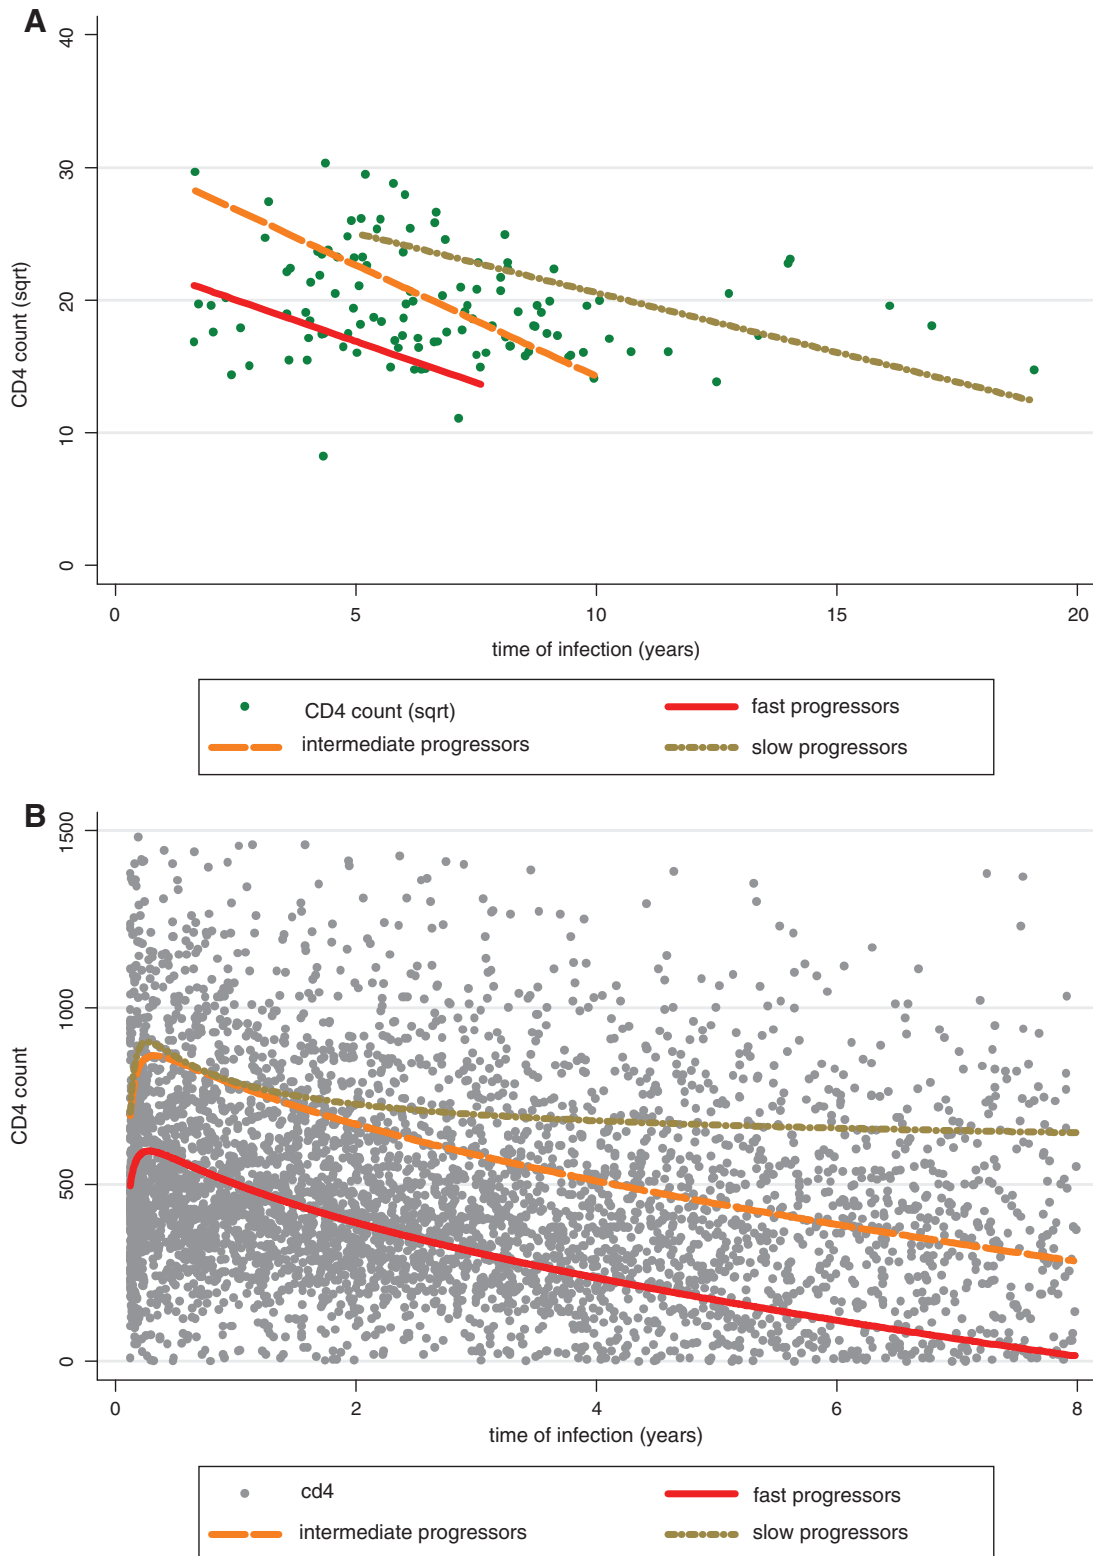 A
40
30
20
10
0
CD4 count (sqrt)
0 5 10 15 20
time of infection (years)
CD4 count (sqrt) fast progressors
intermediate progressors slow progressors
B
1500
1000
500
0
CD4 count
0 2 4 6 8
time of infection (years)
cd4 fast progressors
intermediate progressors slow progressors